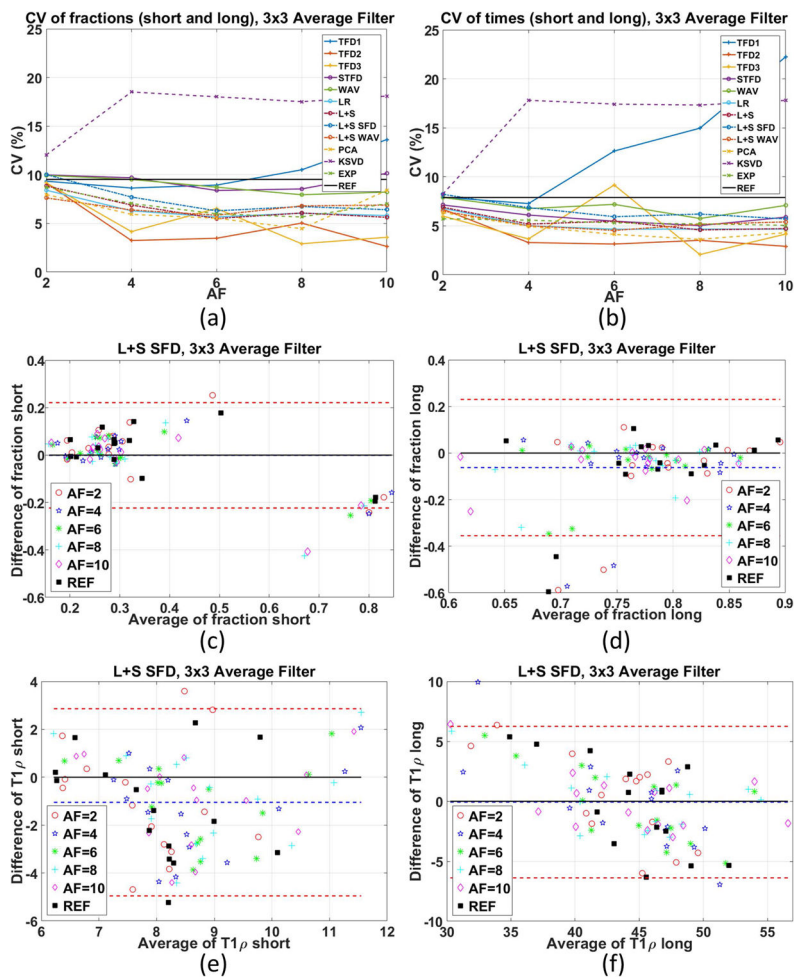 CV of fractions (short and long), 3x3 Average Filter
CV (%)
25
20
15
10
5
0
2
4
6
8
10
AF
TFD1
TFD2
TFD3
STFD
WAV
LR
L+S
L+S SFD
L+S WAV
PCA
KSVD
EXP
REF
(a)
CV of times (short and long), 3x3 Average Filter
CV (%)
25
20
15
10
5
0
2
4
6
8
10
AF
TFD1
TFD2
TFD3
STFD
WAV
LR
L+S
L+S SFD
L+S WAV
PCA
KSVD
EXP
REF
(b)
L+S SFD, 3x3 Average Filter
Difference of fraction short
0.4
0.2
0
-0.2
-0.4
-0.6
0.2
0.3
0.4
0.5
0.6
0.7
0.8
Average of fraction short
AF=2
AF=4
AF=6
AF=8
AF=10
REF
(c)
L+S SFD, 3x3 Average Filter
Difference of fraction long
0.4
0.2
0
-0.2
-0.4
-0.6
0.6
0.65
0.7
0.75
0.8
0.85
0.9
Average of fraction long
AF=2
AF=4
AF=6
AF=8
AF=10
REF
(d)
L+S SFD, 3x3 Average Filter
Difference of T1ρ short
4
2
0
-2
-4
-6
6
7
8
9
10
11
12
Average of T1ρ short
AF=2
AF=4
AF=6
AF=8
AF=10
REF
(e)
L+S SFD, 3x3 Average Filter
Difference of T1ρ long
10
5
0
-5
-10
30
35
40
45
50
55
Average of T1ρ long
AF=2
AF=4
AF=6
AF=8
AF=10
REF
(f)